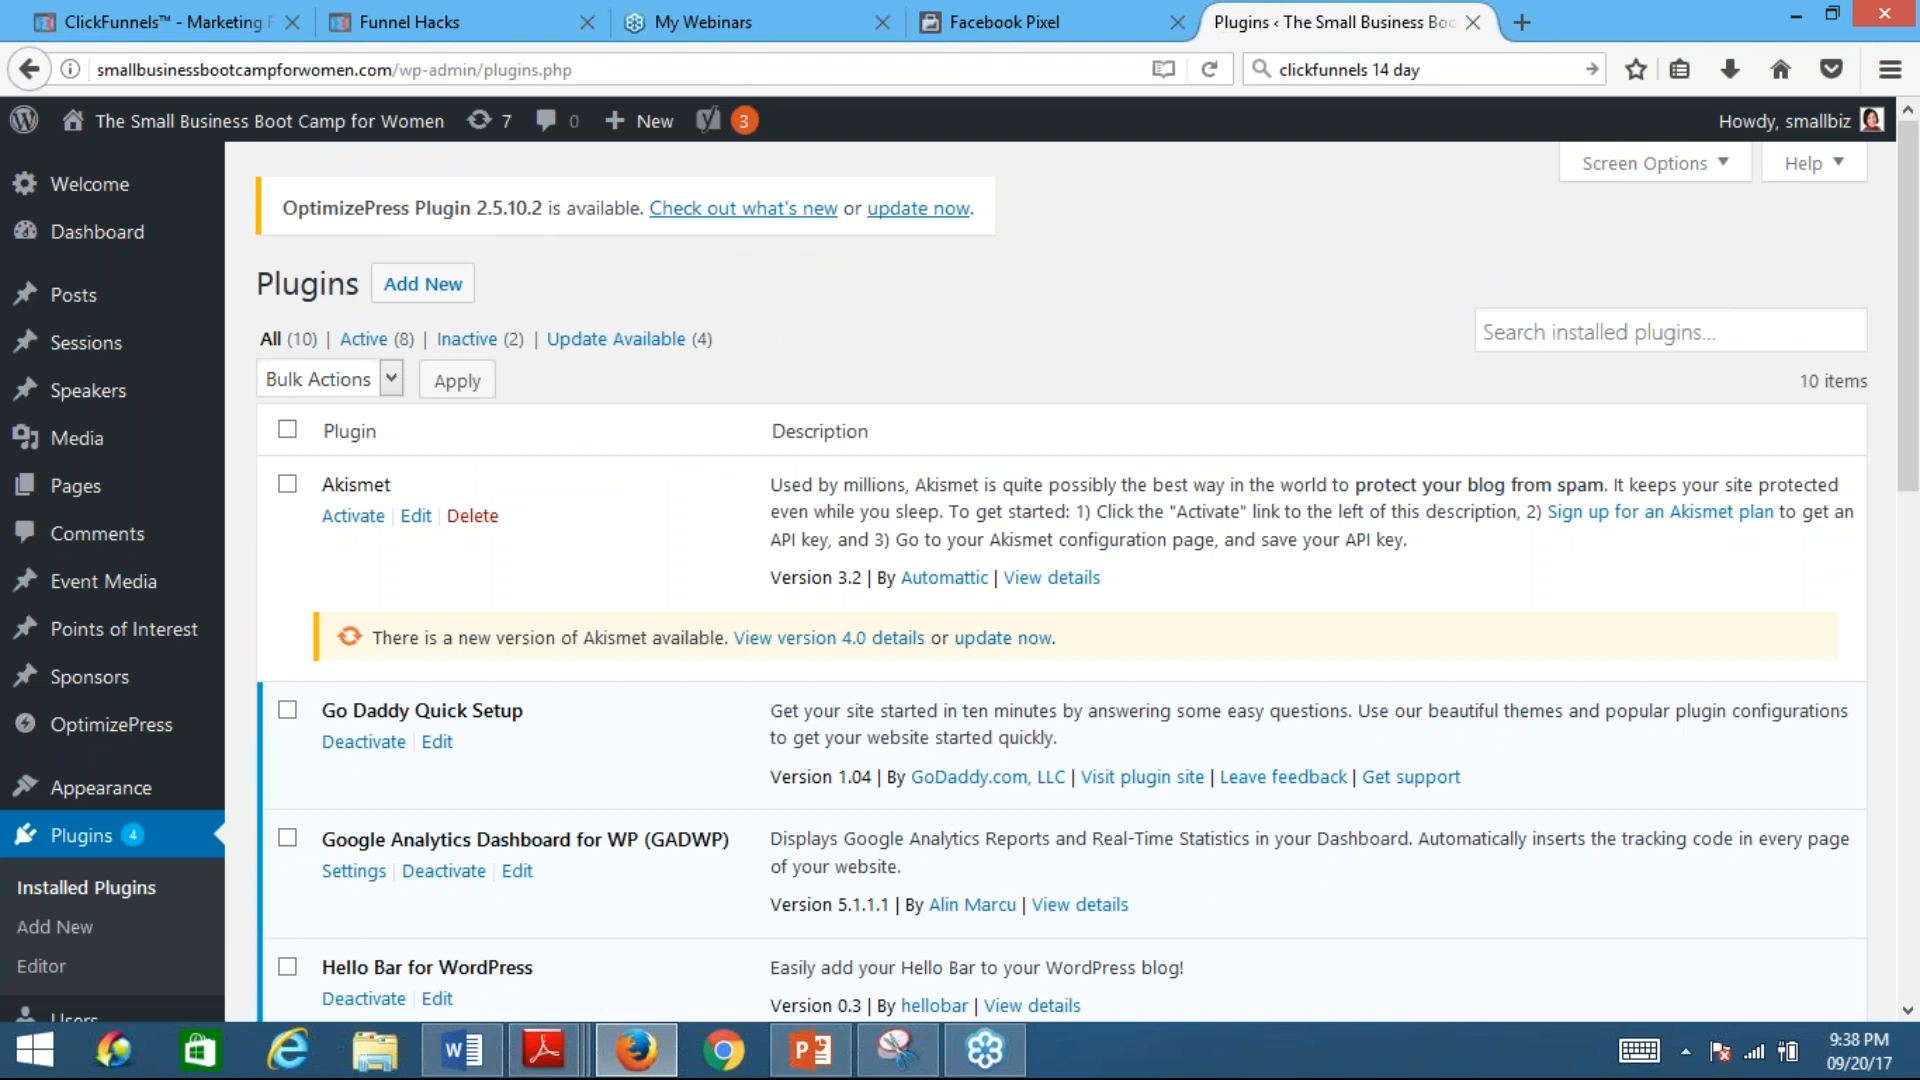 ClickFunnels™ - Marketing F
Funnel Hacks
My Webinars
Facebook Pixel
Plugins ‹ The Small Business Boo
smallbusinessbootcampforwomen.com/wp-admin/plugins.php
clickfunnels 14 day
The Small Business Boot Camp for Women
7
0
New
3
Howdy, smallbiz
Screen Options
Help
Welcome
Dashboard
Posts
Sessions
Speakers
Media
Pages
Comments
Event Media
Points of Interest
Sponsors
OptimizePress
Appearance
Plugins 4
Installed Plugins
Add New
Editor
Users
OptimizePress Plugin 2.5.10.2 is available. Check out what's new or update now.
Plugins Add New
All (10) | Active (8) | Inactive (2) | Update Available (4)
Search installed plugins...
Bulk Actions
Apply
10 items
Plugin
Description
Akismet
Activate | Edit | Delete
Used by millions, Akismet is quite possibly the best way in the world to protect your blog from spam. It keeps your site protected
even while you sleep. To get started: 1) Click the "Activate" link to the left of this description, 2) Sign up for an Akismet plan to get an
API key, and 3) Go to your Akismet configuration page, and save your API key.
Version 3.2 | By Automattic | View details
There is a new version of Akismet available. View version 4.0 details or update now.
Go Daddy Quick Setup
Deactivate | Edit
Get your site started in ten minutes by answering some easy questions. Use our beautiful themes and popular plugin configurations
to get your website started quickly.
Version 1.04 | By GoDaddy.com, LLC | Visit plugin site | Leave feedback | Get support
Google Analytics Dashboard for WP (GADWP)
Settings | Deactivate | Edit
Displays Google Analytics Reports and Real-Time Statistics in your Dashboard. Automatically inserts the tracking code in every page
of your website.
Version 5.1.1.1 | By Alin Marcu | View details
Hello Bar for WordPress
Deactivate | Edit
Easily add your Hello Bar to your WordPress blog!
Version 0.3 | By hellobar | View details
9:38 PM
09/20/17